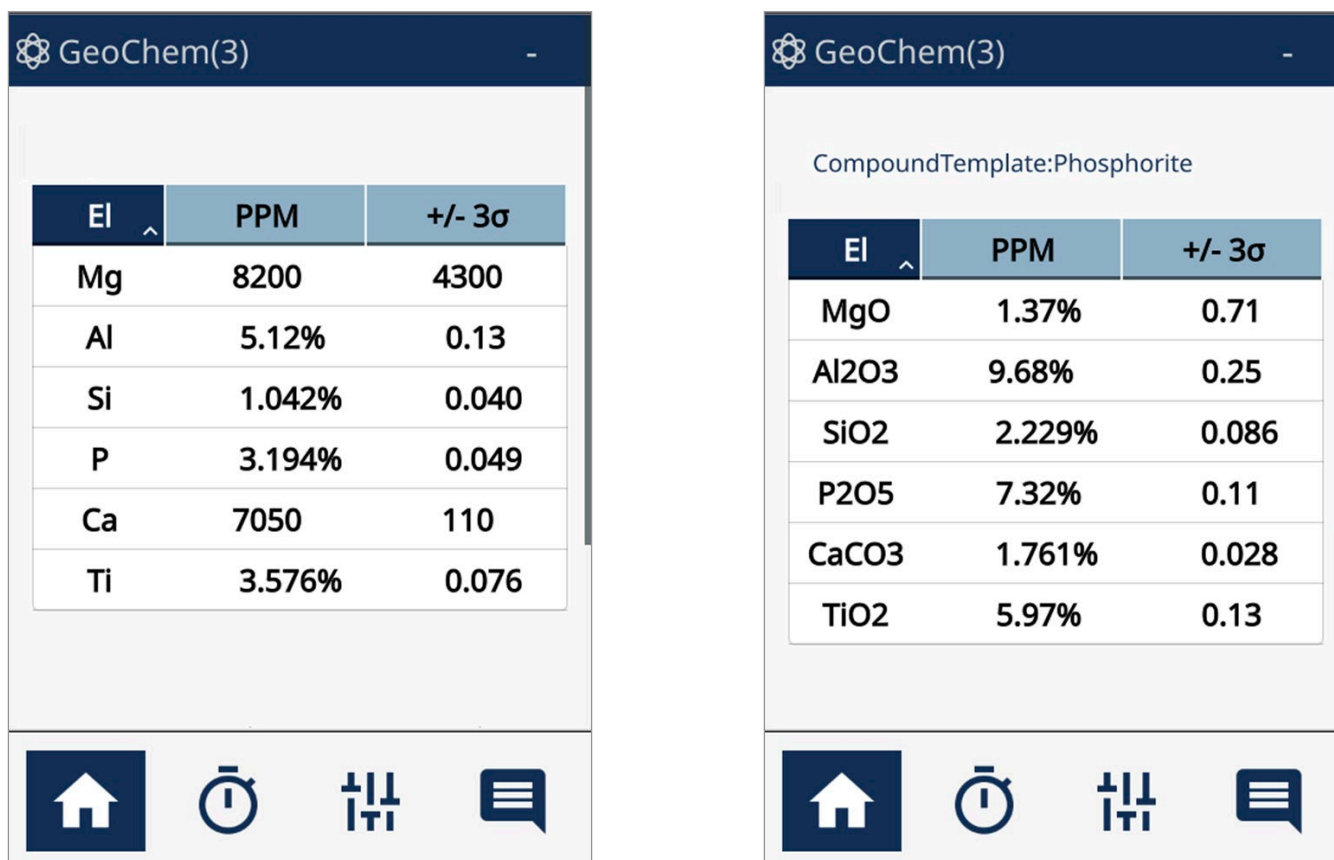 GeoChem(3) -
El PPM +/- 3σ
Mg 8200 4300
Al 5.12% 0.13
Si 1.042% 0.040
P 3.194% 0.049
Ca 7050 110
Ti 3.576% 0.076
GeoChem(3) -
CompoundTemplate:Phosphorite
El PPM +/- 3σ
MgO 1.37% 0.71
Al2O3 9.68% 0.25
SiO2 2.229% 0.086
P2O5 7.32% 0.11
CaCO3 1.761% 0.028
TiO2 5.97% 0.13